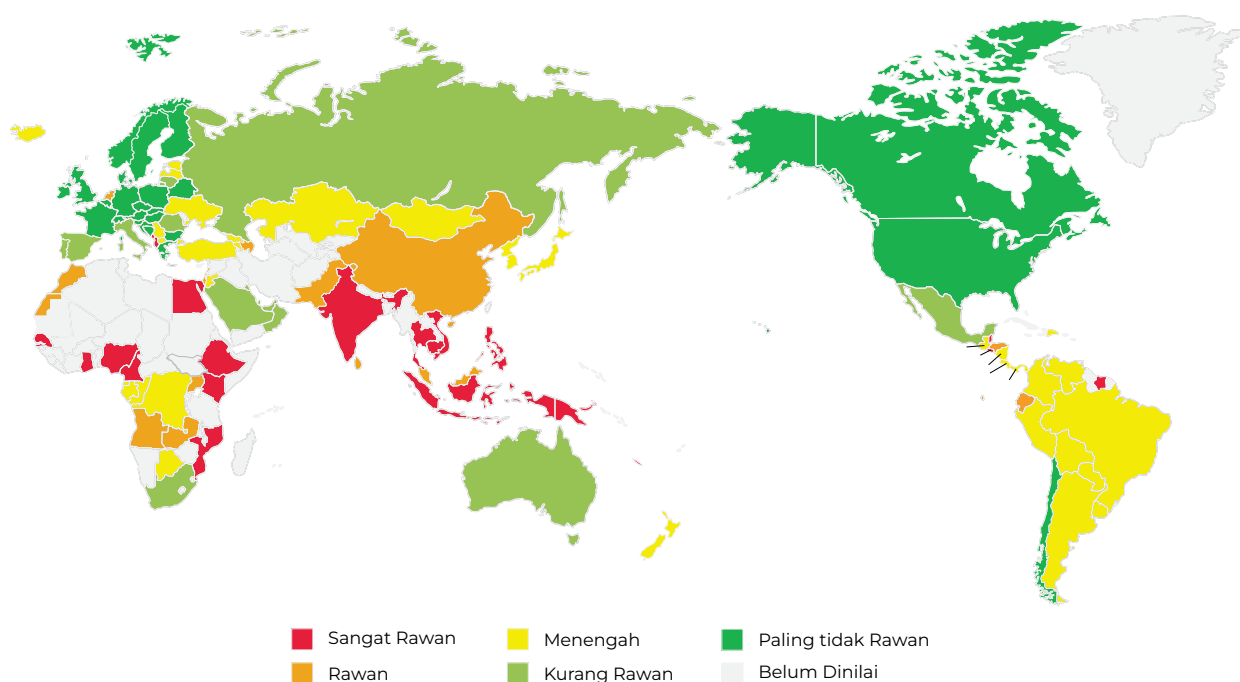 Sangat Rawan
Menengah
Paling tidak Rawan
Rawan
Kurang Rawan
Belum Dinilai